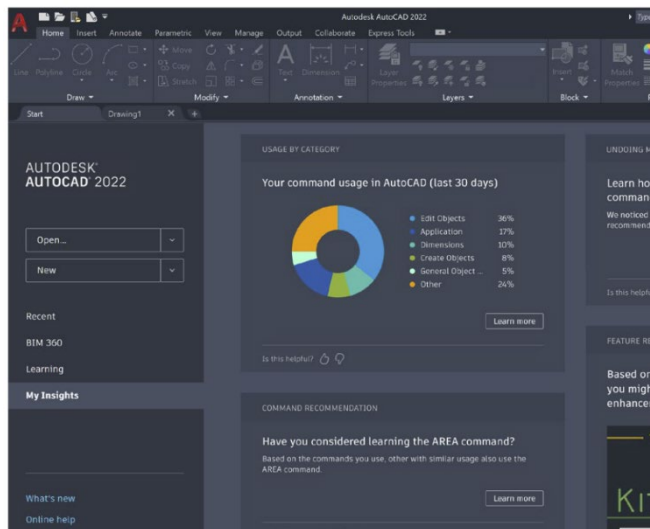 Autodesk AutoCAD 2022
Home Insert Annotate Parametric View Manage Output Collaborate Express Tools
Move
Copy
Stretch
Line Polyline Circle Arc
Text Dimension
Layer
Properties
Insert
Match
Properties
Draw
Modify
Annotation
Layers
Block
Start
Drawing1
AUTODESK
AUTOCAD 2022
Open...
New
Recent
BIM 360
Learning
My Insights
What's new
Online help
USAGE BY CATEGORY
Your command usage in AutoCAD (last 30 days)
Edit Objects 36%
Application 17%
Dimensions 10%
Create Objects 8%
General Object ... 5%
Other 24%
Learn more
Is this helpful?
COMMAND RECOMMENDATION
Have you considered learning the AREA command?
Based on the commands you use, other with similar usage also use the
AREA command.
Learn more
UNDOING M
Learn ho
comman
We noticed
recommend
Is this helpf
FEATURE RE
Based on
you migh
enhancem